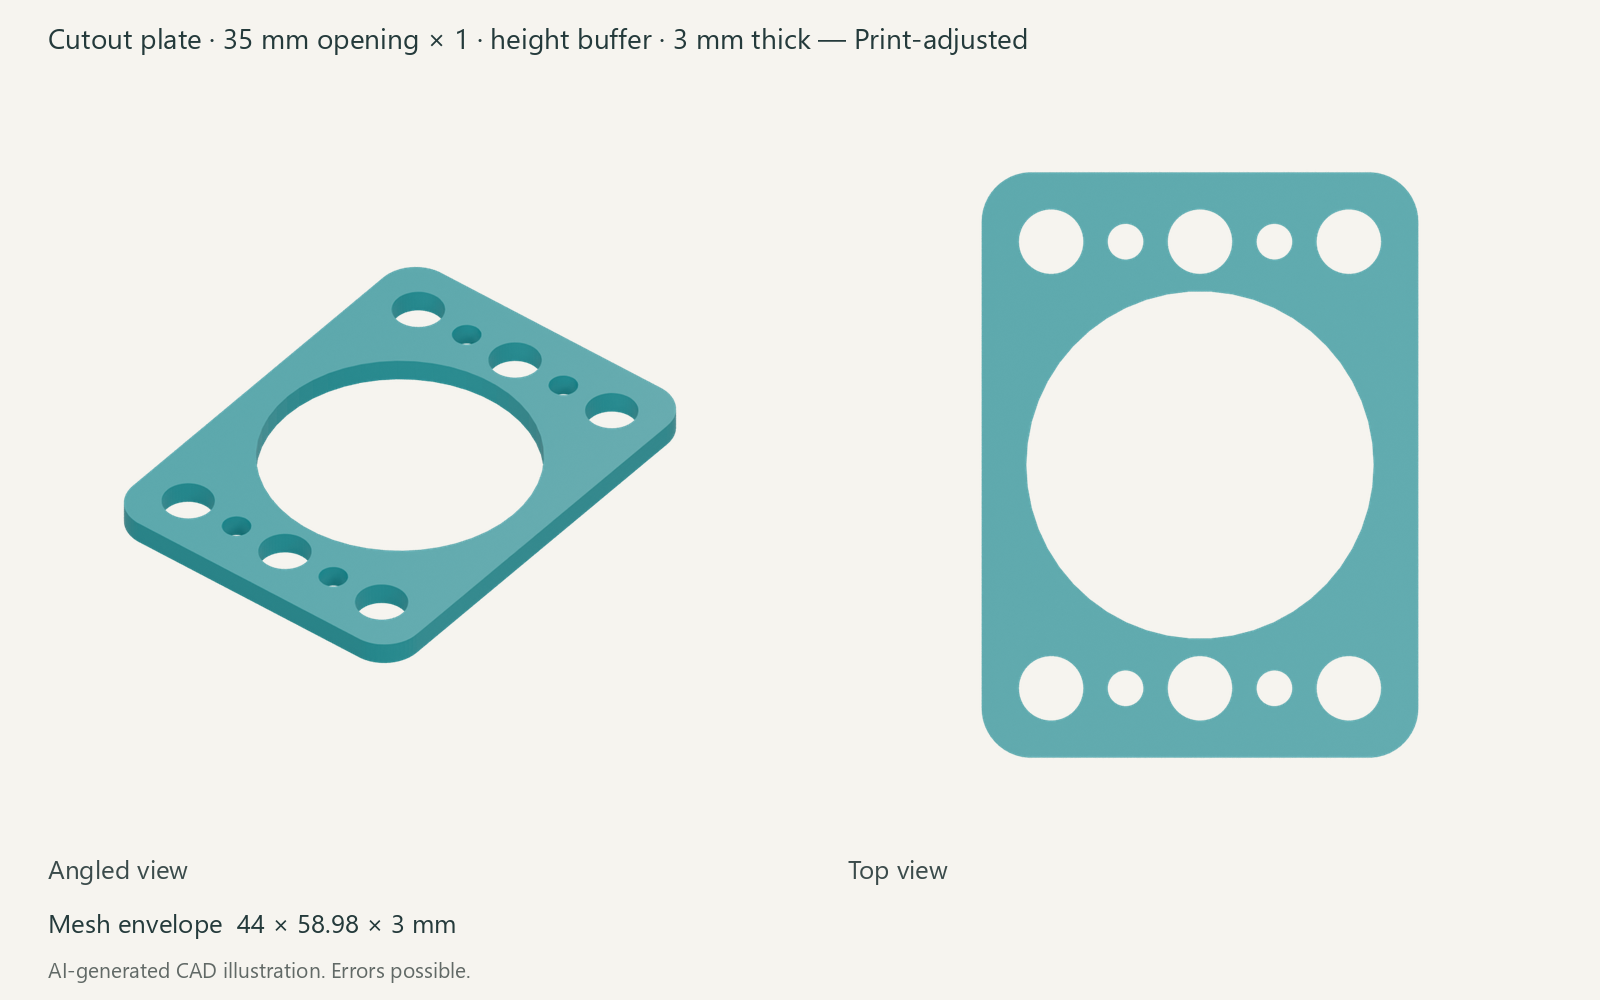 Cutout plate · 35 mm opening × 1 · height buffer · 3 mm thick — Print-adjusted
Angled view
Top view
Mesh envelope 44 × 58.98 × 3 mm
AI-generated CAD illustration. Errors possible.